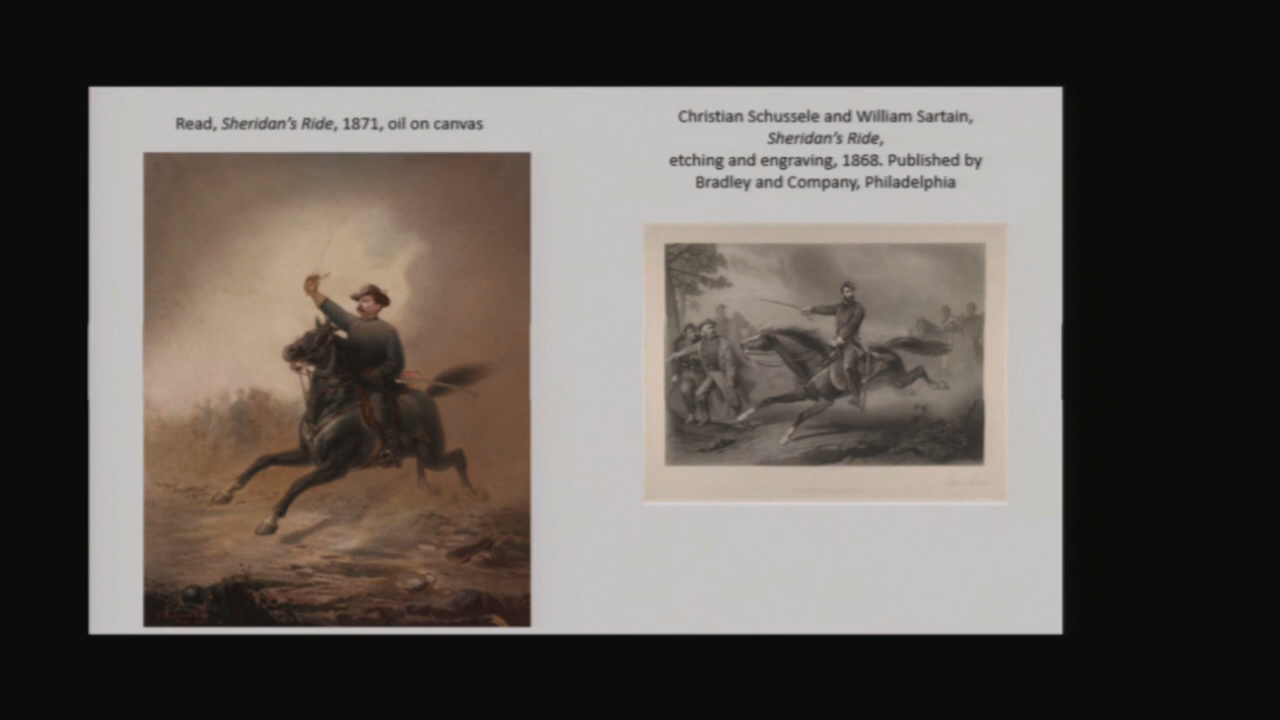 Read, Sheridan's Ride, 1871, oil on canvas
Christian Schussele and William Sartain,
Sheridan's Ride,
etching and engraving, 1868. Published by
Bradley and Company, Philadelphia